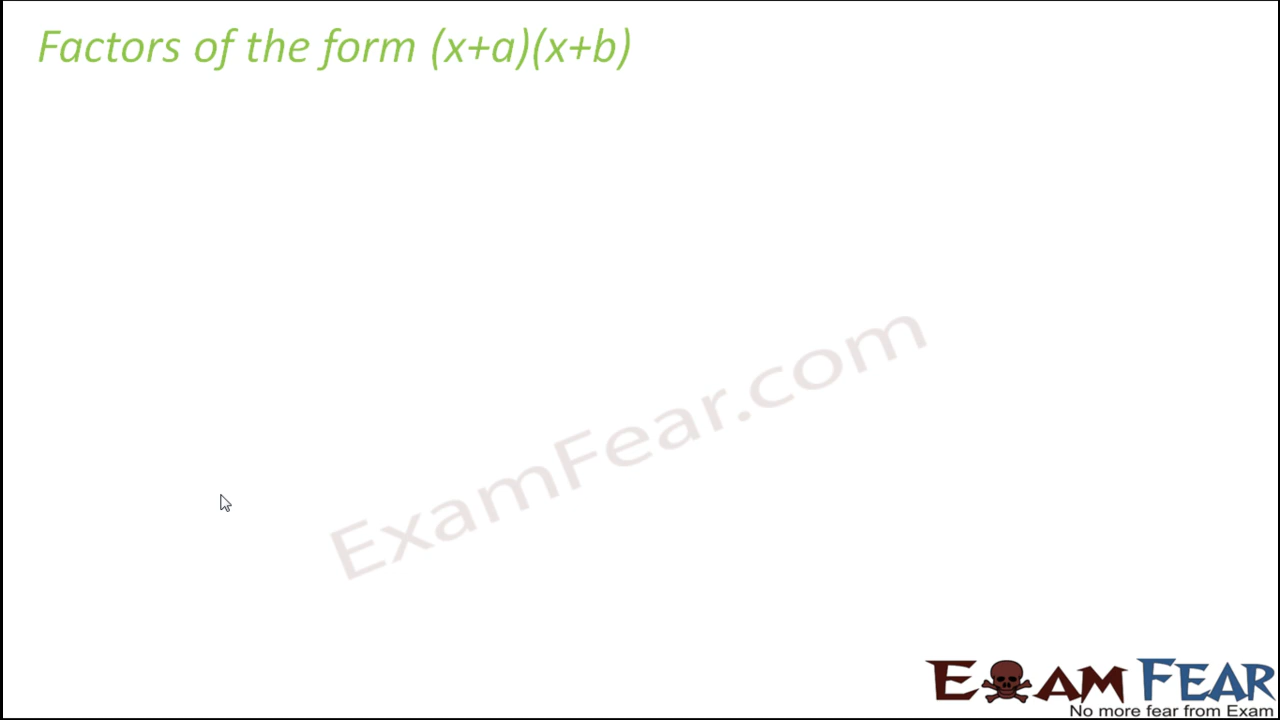 Factors of the form (x+a)(x+b)
ExamFear.com
EXAM FEAR
No more fear from Exam